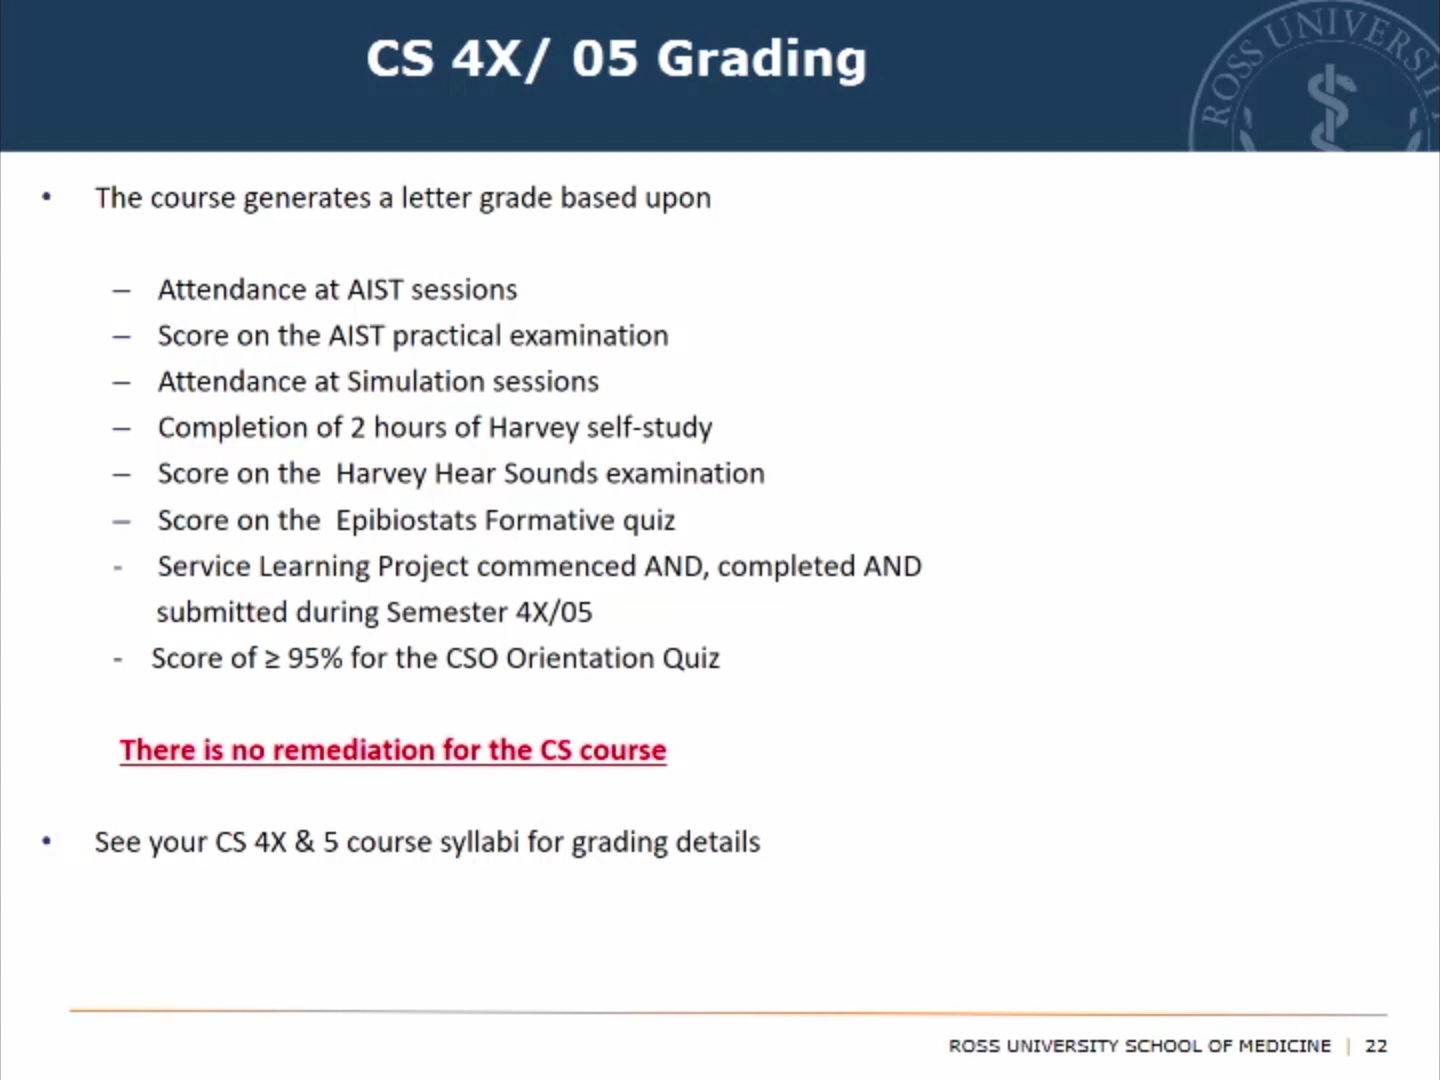 CS 4X/ 05 Grading
ROSS UNIVERSI
• The course generates a letter grade based upon
– Attendance at AIST sessions
– Score on the AIST practical examination
– Attendance at Simulation sessions
– Completion of 2 hours of Harvey self-study
– Score on the Harvey Hear Sounds examination
– Score on the Epibiostats Formative quiz
- Service Learning Project commenced AND, completed AND
submitted during Semester 4X/05
- Score of ≥ 95% for the CSO Orientation Quiz
There is no remediation for the CS course
• See your CS 4X & 5 course syllabi for grading details
ROSS UNIVERSITY SCHOOL OF MEDICINE | 22